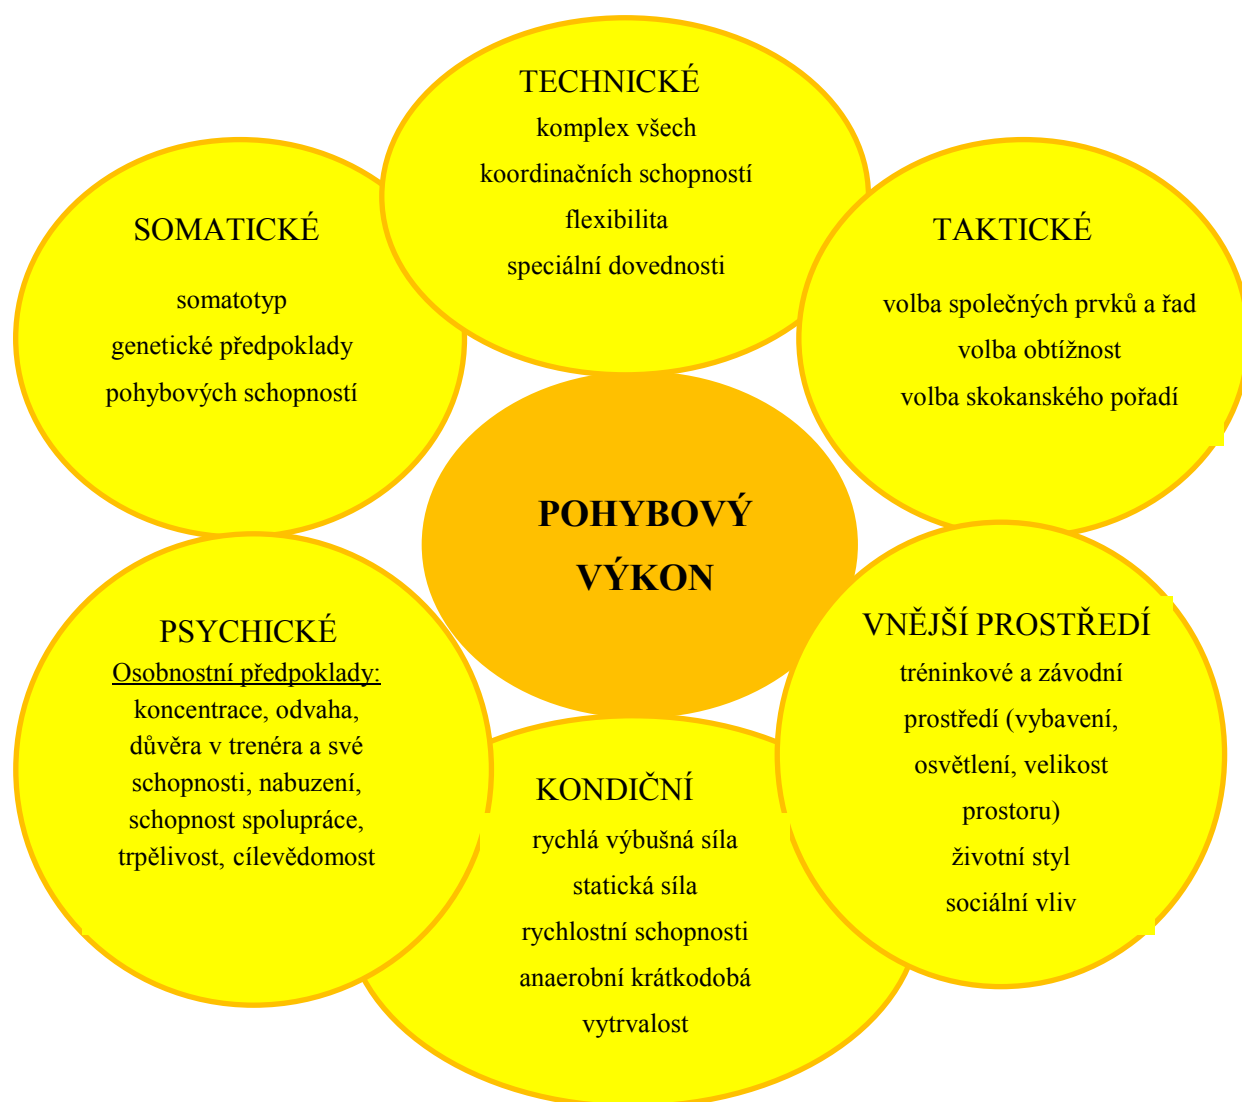 TECHNICKÉ
komplex všech
koordinačních schopností
flexibilita
speciální dovednosti
SOMATICKÉ
somatotyp
genetické předpoklady
pohybových schopností
TAKTICKÉ
volba společných prvků a řad
volba obtížnost
volba skokanského pořadí
POHYBOVÝ
VÝKON
PSYCHICKÉ
Osobnostní předpoklady:
koncentrace, odvaha,
důvěra v trenéra a své
schopnosti, nabuzení,
schopnost spolupráce,
trpělivost, cílevědomost
KONDIČNÍ
rychlá výbušná síla
statická síla
rychlostní schopnosti
anaerobní krátkodobá
vytrvalost
VNĚJŠÍ PROSTŘEDÍ
tréninkové a závodní
prostředí (vybavení,
osvětlení, velikost
prostoru)
životní styl
sociální vliv